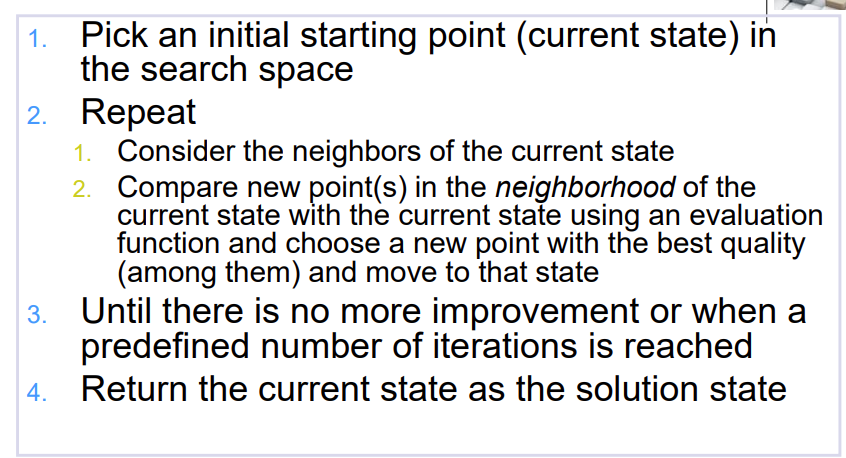 1. Pick an initial starting point (current state) in
the search space
2. Repeat
1. Consider the neighbors of the current state
2. Compare new point(s) in the neighborhood of the
current state with the current state using an evaluation
function and choose a new point with the best quality
(among them) and move to that state
3. Until there is no more improvement or when a
predefined number of iterations is reached
4. Return the current state as the solution state